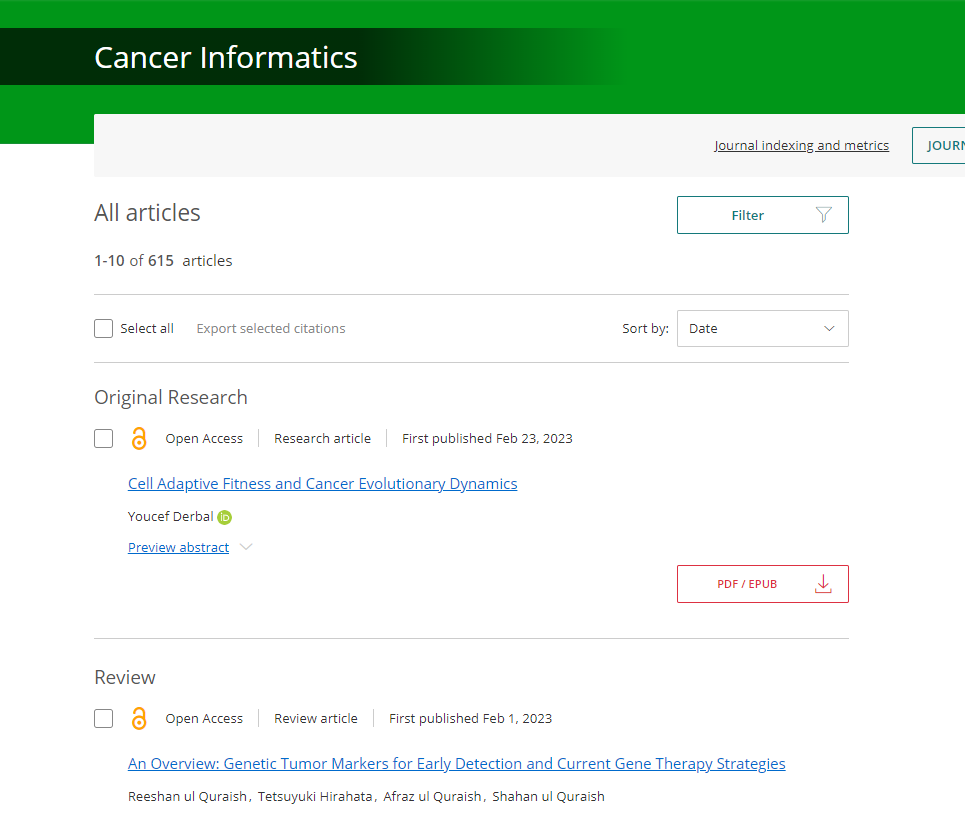 Cancer Informatics
Journal indexing and metrics
JOURN
All articles
Filter
1-10 of 615 articles
Select all
Export selected citations
Sort by:
Date
Original Research
Open Access
Research article
First published Feb 23, 2023
Cell Adaptive Fitness and Cancer Evolutionary Dynamics
Youcef Derbal iD
Preview abstract
PDF / EPUB
Review
Open Access
Review article
First published Feb 1, 2023
An Overview: Genetic Tumor Markers for Early Detection and Current Gene Therapy Strategies
Reeshan ul Quraish, Tetsuyuki Hirahata, Afraz ul Quraish, Shahan ul Quraish